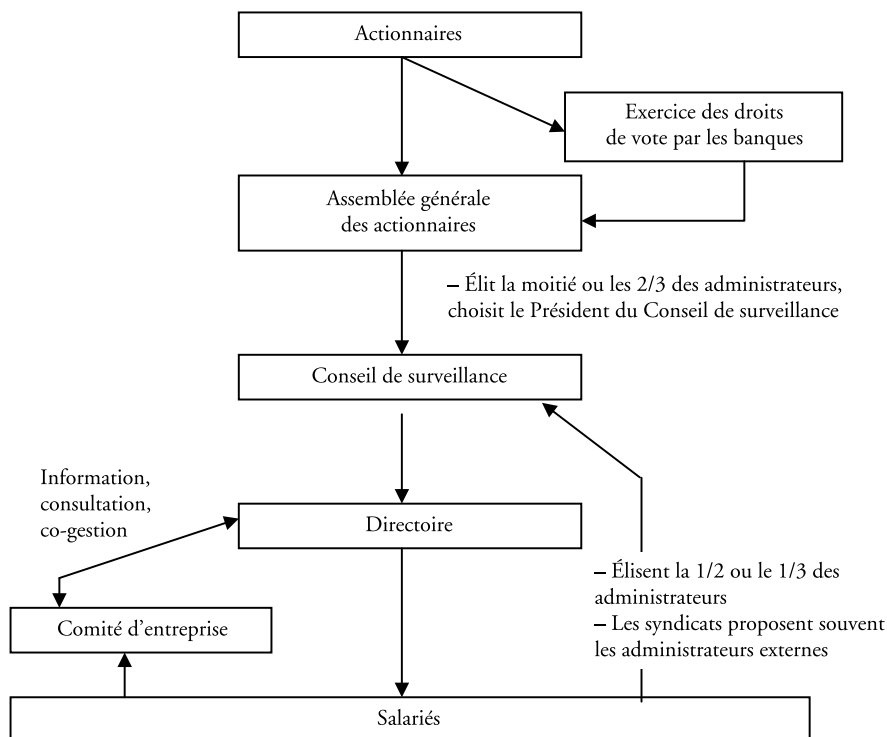 Actionnaires
Exercice des droits
de vote par les banques
Assemblée générale
des actionnaires
– Élit la moitié ou les 2/3 des administrateurs,
choisit le Président du Conseil de surveillance
Conseil de surveillance
Information,
consultation,
co-gestion
Directoire
– Élisent la 1/2 ou le 1/3 des
administrateurs
– Les syndicats proposent souvent
les administrateurs externes
Comité d’entreprise
Salariés